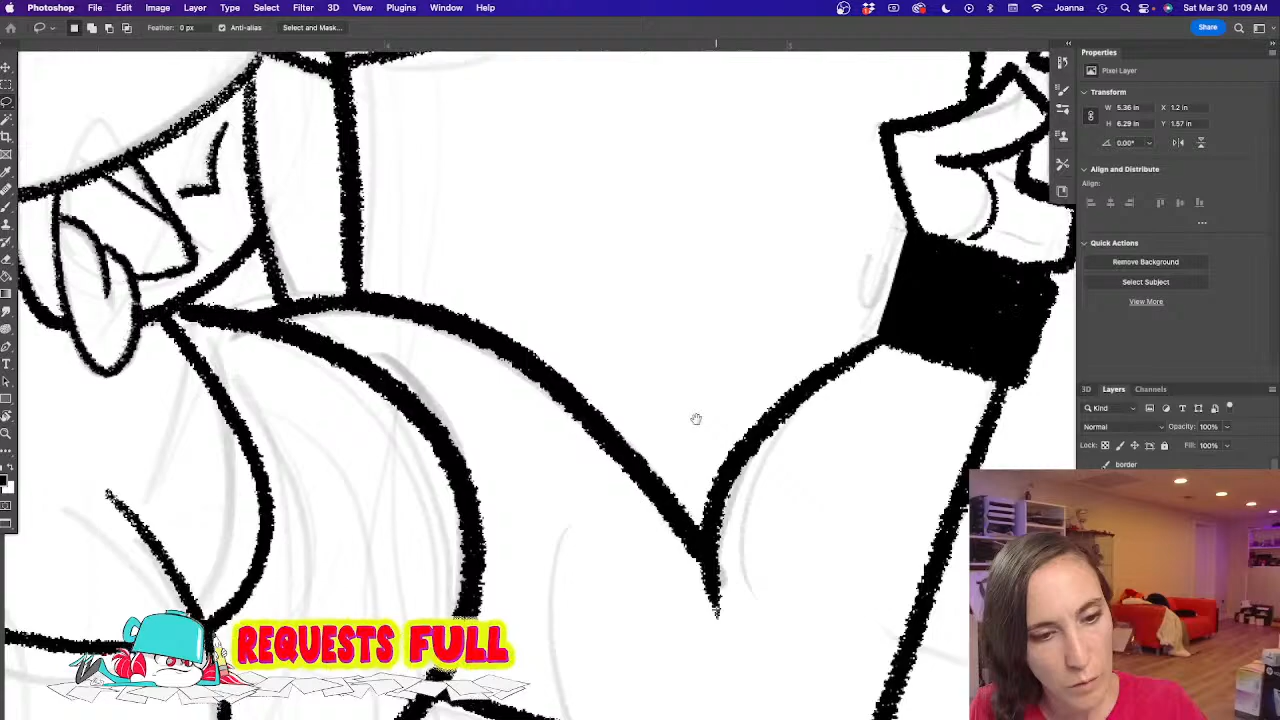 Photoshop File Edit Image Layer Type Select Filter 3D View Plugins Window Help Joanna Sat Mar 30 1:09 AM
Feather: 0 px Anti-alias Select and Mask... Share
4 3
Properties
Pixel Layer
Transform
W 5.36 in X 1.2 in
H 6.29 in Y 1.57 in
0.00°
Align and Distribute
Align:
Quick Actions
Remove Background
Select Subject
View More
3D Layers Channels
Kind
Normal Opacity: 100%
Lock: Fill: 100%
border
REQUESTS FULL